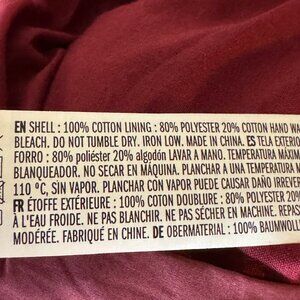 EN SHELL : 100% COTTON LINING : 80% POLYESTER 20% COTTON HAND
BLEACH. DO NOT TUMBLE DRY. IRON LOW. MADE IN CHINA. ES TELA EXTERIO
FORRO : 80% poliéster 20% algodón LAVAR A MANO. TEMPERATURA MÁXIMA
BLANQUEADOR, NO SECAR EN MÁQUINA. PLANCHAR A UNA TEMPERATURA M
110 ºC, SIN VAPOR. PLANCHAR CON VAPOR PUEDE CAUSAR DAÑO IRREVER
FR ÉTOFFE EXTÉRIEURE : 100% COTON DOUBLURE : 80% POLYESTER 20%
À L'EAU FROIDE. NE PAS BLANCHIR. NE PAS SÉCHER EN MACHINE. REPAS
MODÉRÉE. FABRIQUÉ EN CHINE. DE OBERMATERIAL : 100% BAUMWOLL